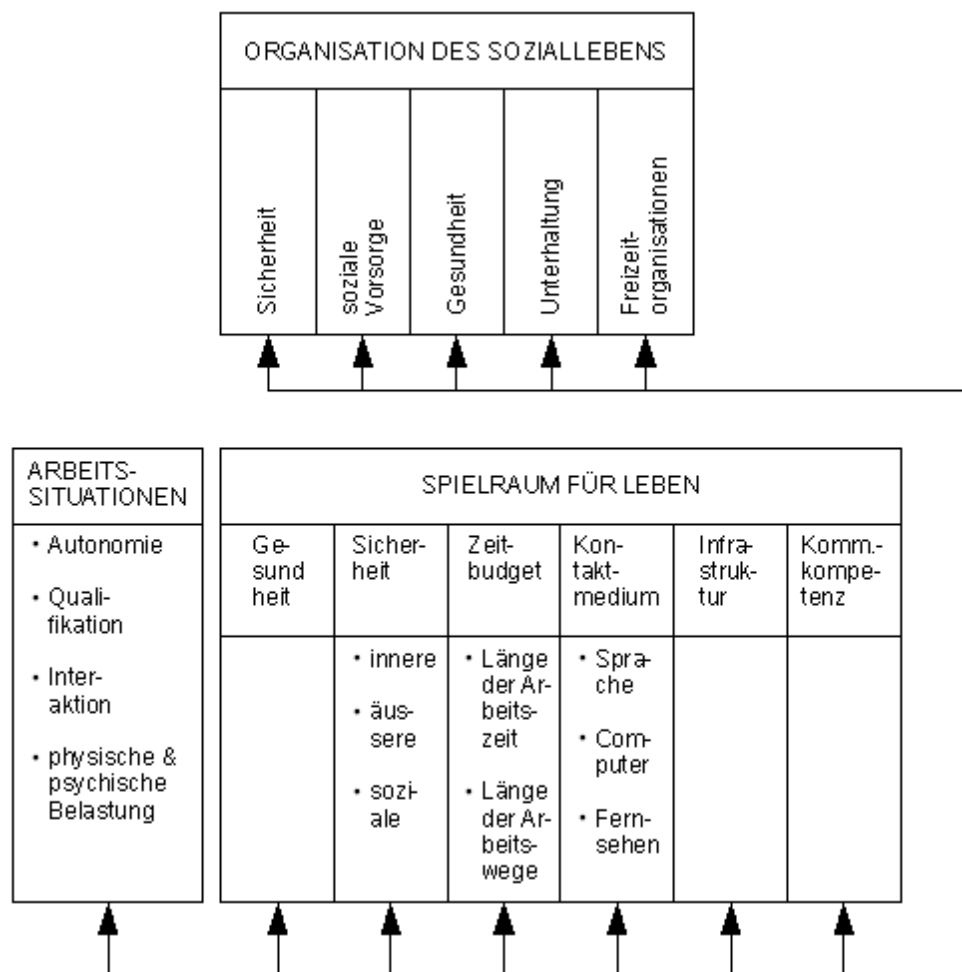 ORGANISATION DES SOZIALLEBENS
Sicherheit
soziale
Vorsorge
Gesundheit
Unterhaltung
Freizeit-
organisationen
ARBEITS-
SITUATIONEN
• Autonomie
• Quali-
fikation
• Inter-
aktion
• physische &
psychische
Belastung
SPIELRAUM FÜR LEBEN
Ge-
sund
heit
Sicher-
heit
Zeit-
budget
Kon-
takt-
medium
Infra-
struk-
tur
Komm.-
kompe-
tenz
• innere
• äus-
sere
• sozi-
ale
• Länge
der Ar-
beits-
zeit
• Länge
der Ar-
beits-
wege
• Spra-
che
• Com-
puter
• Fern-
sehen